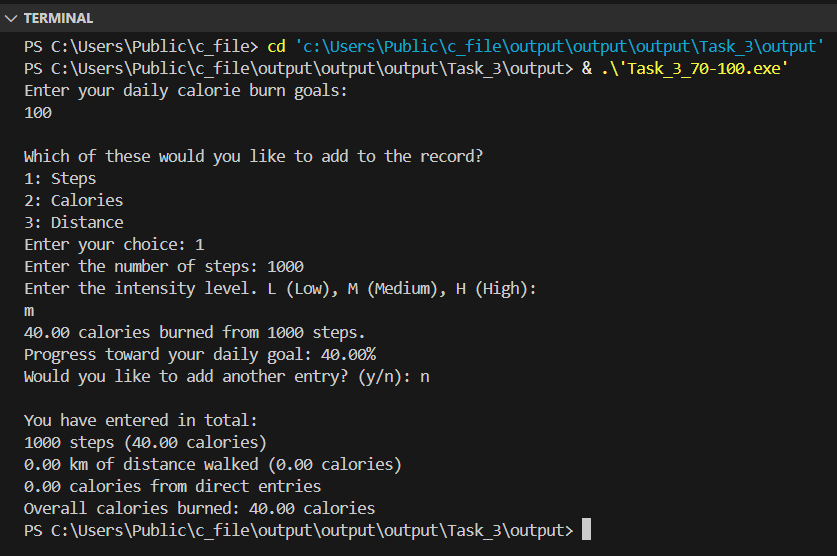 TERMINAL
PS C:\Users\Public\c_file> cd 'c:\Users\Public\c_file\output\output\output\Task_3\output'
PS C:\Users\Public\c_file\output\output\output\Task_3\output> & .\'Task_3_70-100.exe'
Enter your daily calorie burn goals:
100
Which of these would you like to add to the record?
1: Steps
2: Calories
3: Distance
Enter your choice: 1
Enter the number of steps: 1000
Enter the intensity level. L (Low), M (Medium), H (High):
m
40.00 calories burned from 1000 steps.
Progress toward your daily goal: 40.00%
Would you like to add another entry? (y/n): n
You have entered in total:
1000 steps (40.00 calories)
0.00 km of distance walked (0.00 calories)
0.00 calories from direct entries
Overall calories burned: 40.00 calories
PS C:\Users\Public\c_file\output\output\output\Task_3\output>